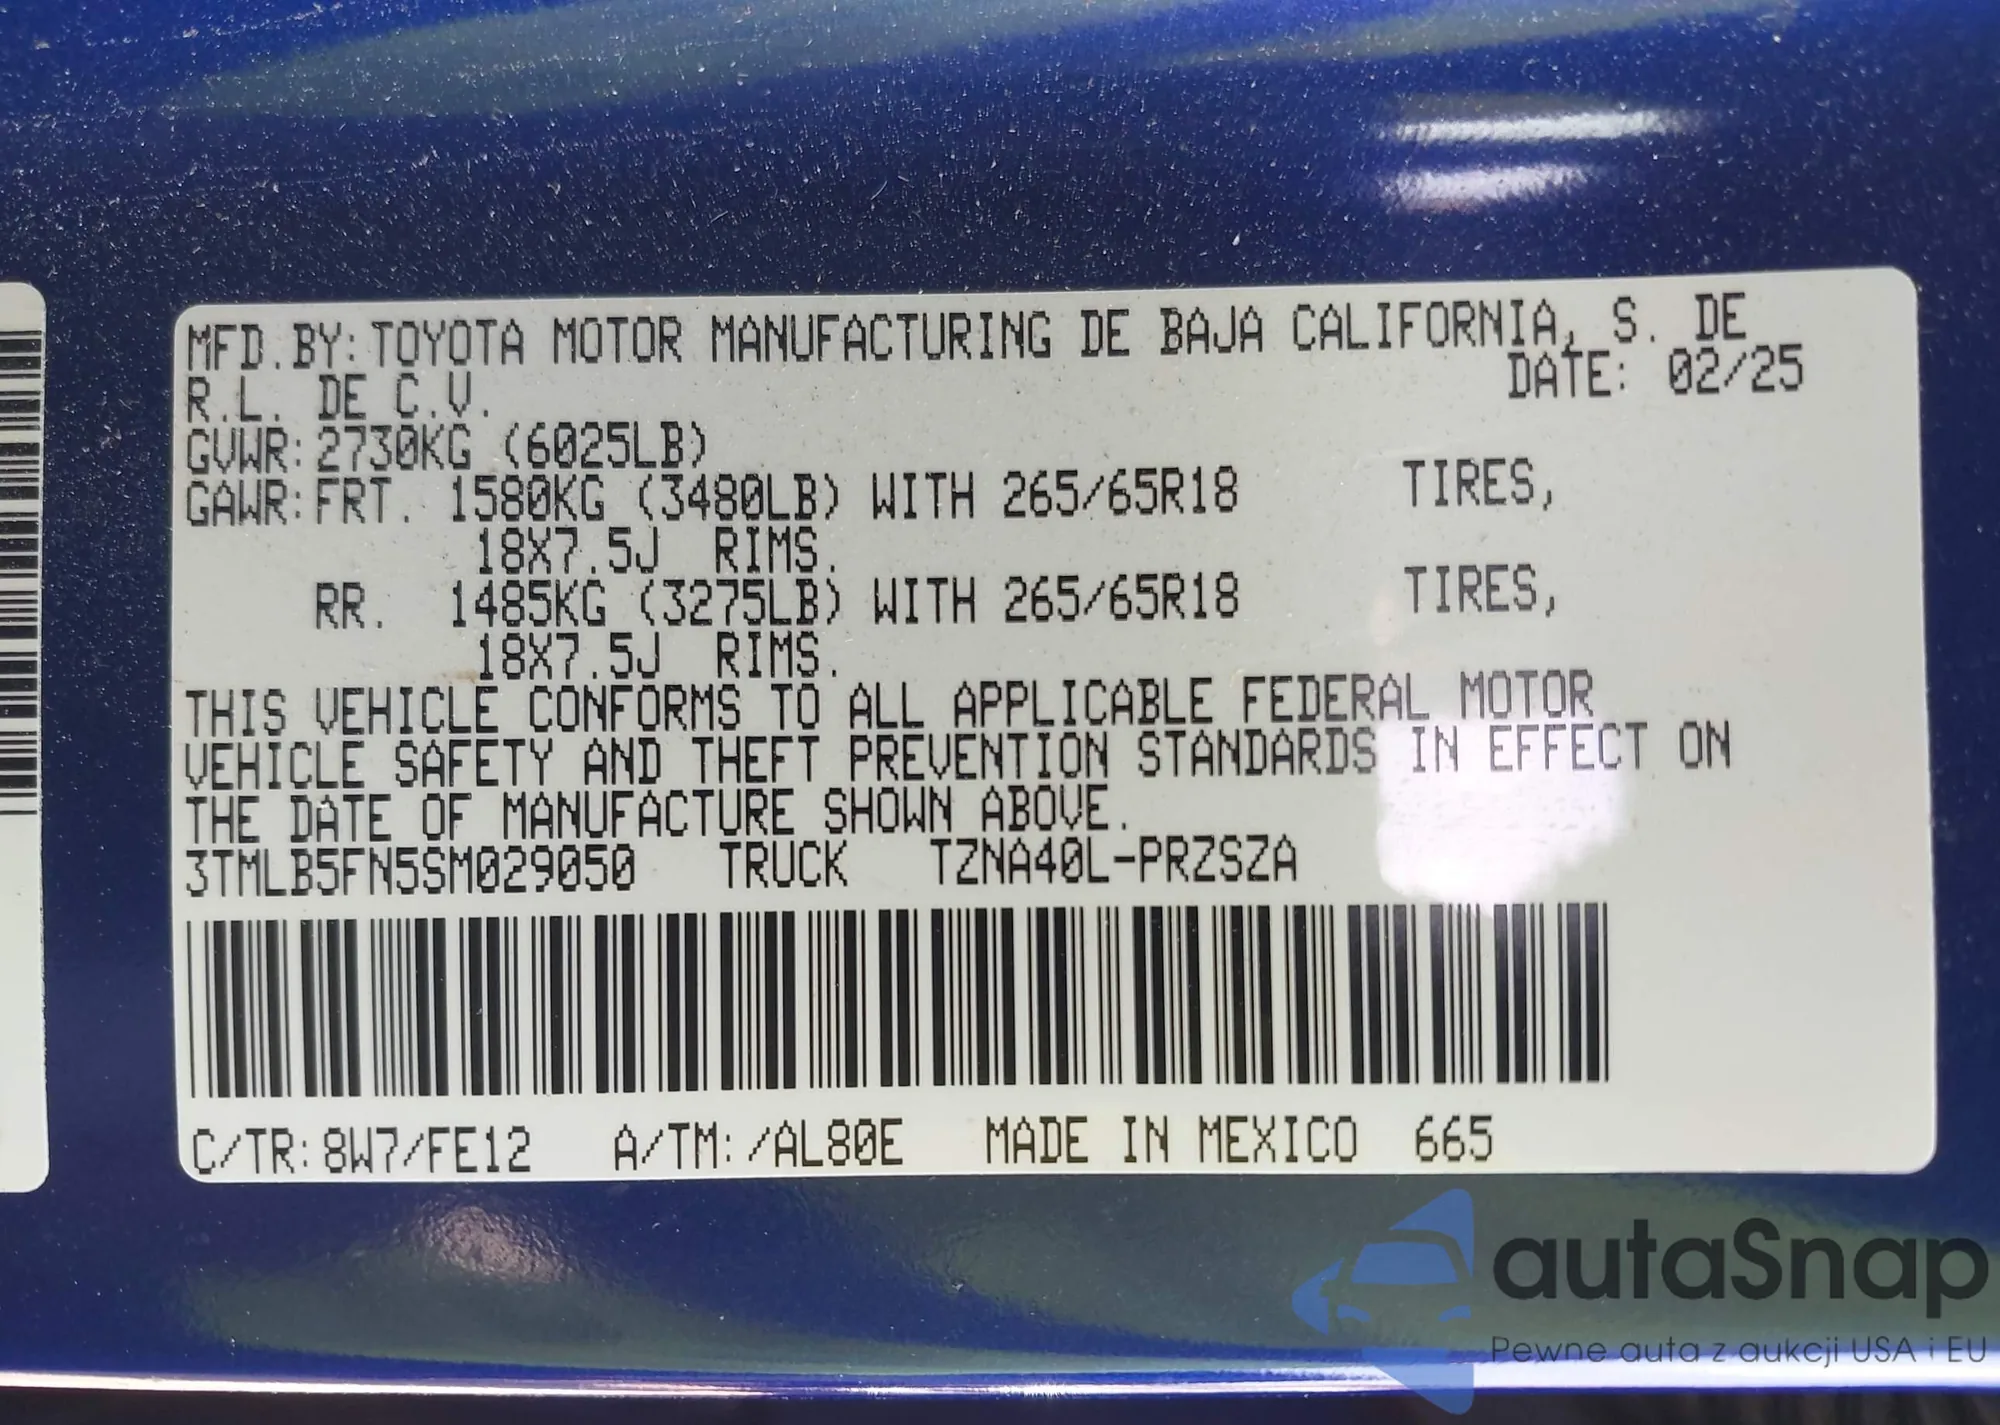 MFD.BY:TOYOTA MOTOR MANUFACTURING DE BAJA CALIFORNIA, S. DE
R.L. DE C.V. DATE: 02/25
GVWR:2730KG (6025LB)
GAWR:FRT. 1580KG (3480LB) WITH 265/65R18 TIRES,
18X7.5J RIMS.
RR. 1485KG (3275LB) WITH 265/65R18 TIRES,
18X7.5J RIMS.
THIS VEHICLE CONFORMS TO ALL APPLICABLE FEDERAL MOTOR
VEHICLE SAFETY AND THEFT PREVENTION STANDARDS IN EFFECT ON
THE DATE OF MANUFACTURE SHOWN ABOVE.
3TMLB5FN5SM029050 TRUCK TZNA40L-PRZSZA
C/TR:8W7/FE12 A/TM:/AL80E MADE IN MEXICO 665
autaSnap
Pewne auta z aukcji USA i EU